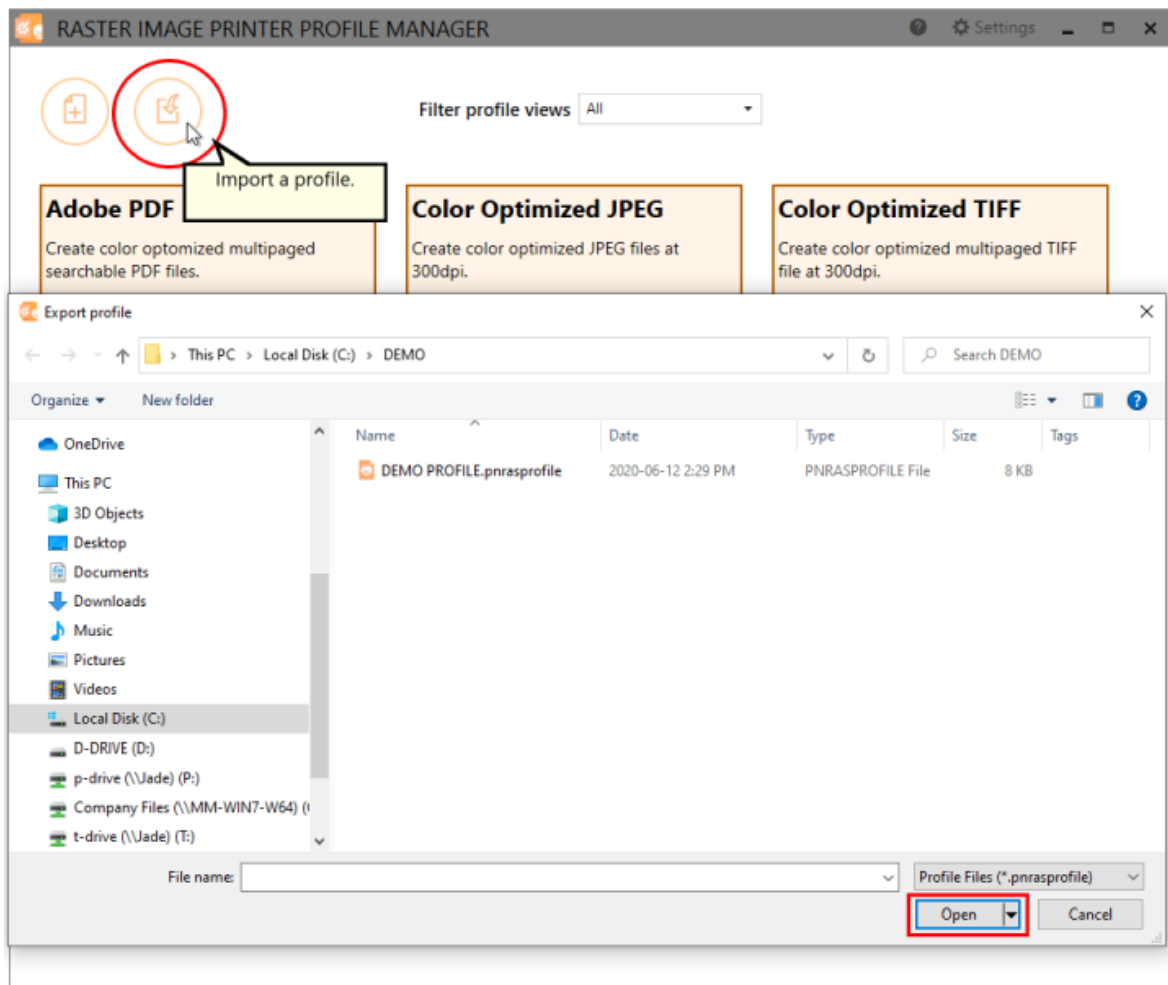 RASTER IMAGE PRINTER PROFILE MANAGER
Settings
Filter profile views All
Import a profile.
Adobe PDF
Create color optomized multipaged
searchable PDF files.
Color Optimized JPEG
Create color optimized JPEG files at
300dpi.
Color Optimized TIFF
Create color optimized multipaged TIFF
file at 300dpi.
Export profile
This PC > Local Disk (C:) > DEMO
Search DEMO
Organize
New folder
Name Date Type Size Tags
DEMO PROFILE.pnrasprofile 2020-06-12 2:29 PM PNRASPROFILE File 8 KB
OneDrive
This PC
3D Objects
Desktop
Documents
Downloads
Music
Pictures
Videos
Local Disk (C:)
D-DRIVE (D:)
p-drive (\\Jade) (P:)
Company Files (\\MM-WIN7-W64) (
t-drive (\\Jade) (T:)
File name:
Profile Files (*.pnrasprofile)
Open
Cancel